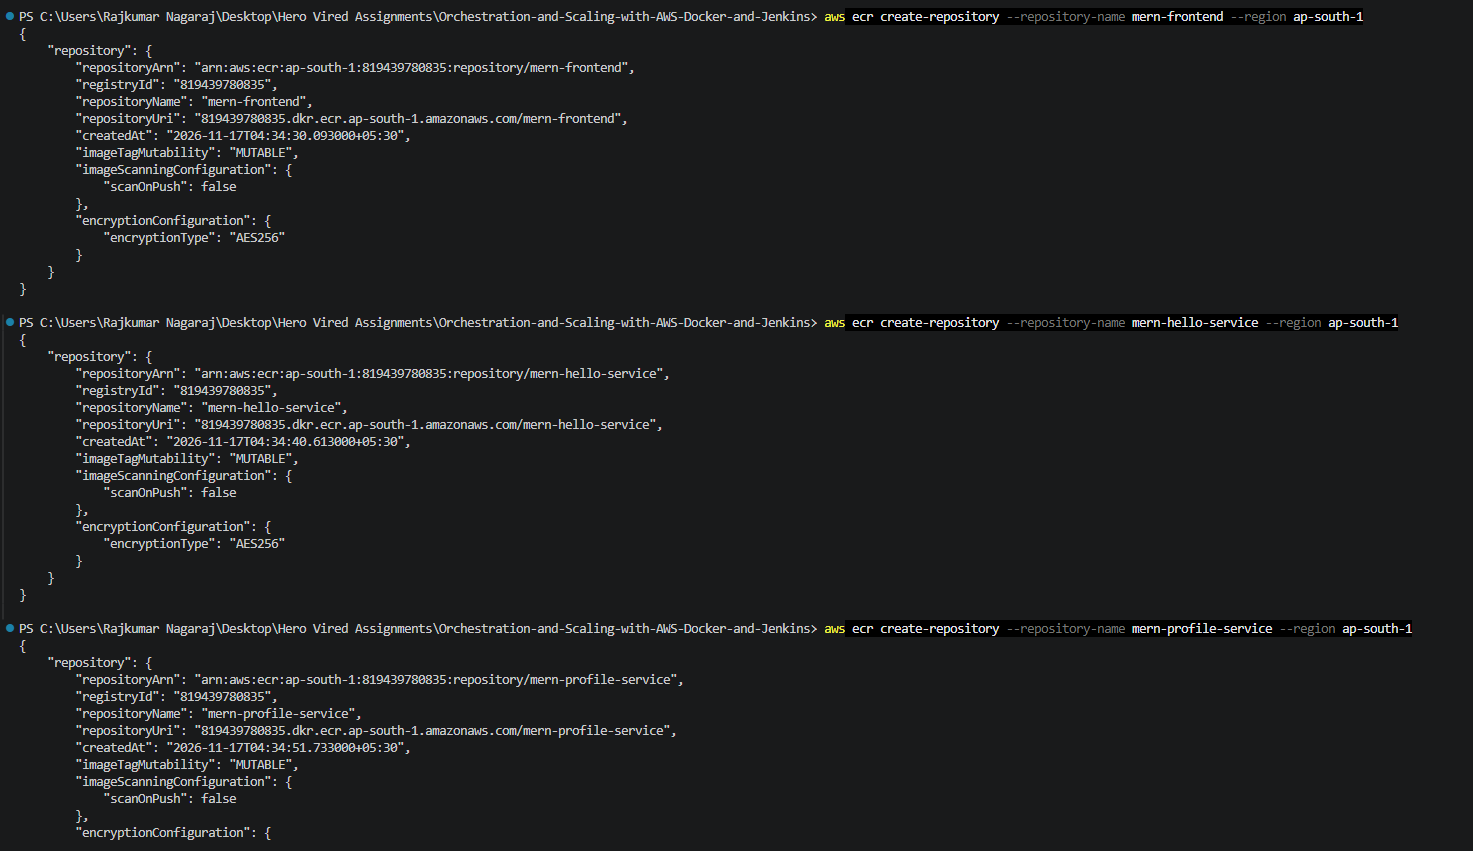 PS C:\Users\Rajkumar Nagaraj\Desktop\Hero Vired Assignments\Orchestration-and-Scaling-with-AWS-Docker-and-Jenkins> aws ecr create-repository --repository-name mern-frontend --region ap-south-1
{
    "repository": {
        "repositoryArn": "arn:aws:ecr:ap-south-1:819439780835:repository/mern-frontend",
        "registryId": "819439780835",
        "repositoryName": "mern-frontend",
        "repositoryUri": "819439780835.dkr.ecr.ap-south-1.amazonaws.com/mern-frontend",
        "createdAt": "2026-11-17T04:34:30.093000+05:30",
        "imageTagMutability": "MUTABLE",
        "imageScanningConfiguration": {
            "scanOnPush": false
        },
        "encryptionConfiguration": {
            "encryptionType": "AES256"
        }
    }
}
PS C:\Users\Rajkumar Nagaraj\Desktop\Hero Vired Assignments\Orchestration-and-Scaling-with-AWS-Docker-and-Jenkins> aws ecr create-repository --repository-name mern-hello-service --region ap-south-1
{
    "repository": {
        "repositoryArn": "arn:aws:ecr:ap-south-1:819439780835:repository/mern-hello-service",
        "registryId": "819439780835",
        "repositoryName": "mern-hello-service",
        "repositoryUri": "819439780835.dkr.ecr.ap-south-1.amazonaws.com/mern-hello-service",
        "createdAt": "2026-11-17T04:34:40.613000+05:30",
        "imageTagMutability": "MUTABLE",
        "imageScanningConfiguration": {
            "scanOnPush": false
        },
        "encryptionConfiguration": {
            "encryptionType": "AES256"
        }
    }
}
PS C:\Users\Rajkumar Nagaraj\Desktop\Hero Vired Assignments\Orchestration-and-Scaling-with-AWS-Docker-and-Jenkins> aws ecr create-repository --repository-name mern-profile-service --region ap-south-1
{
    "repository": {
        "repositoryArn": "arn:aws:ecr:ap-south-1:819439780835:repository/mern-profile-service",
        "registryId": "819439780835",
        "repositoryName": "mern-profile-service",
        "repositoryUri": "819439780835.dkr.ecr.ap-south-1.amazonaws.com/mern-profile-service",
        "createdAt": "2026-11-17T04:34:51.733000+05:30",
        "imageTagMutability": "MUTABLE",
        "imageScanningConfiguration": {
            "scanOnPush": false
        },
        "encryptionConfiguration": {